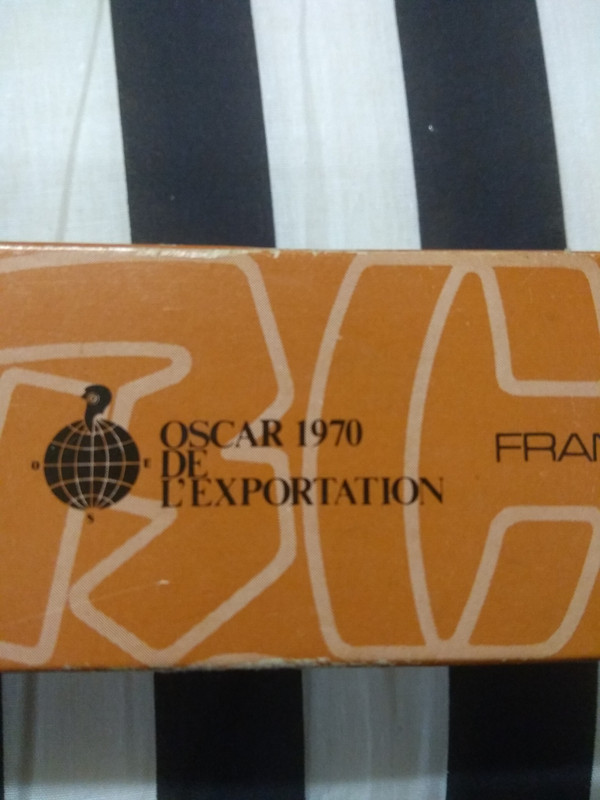 OSCAR 1970
DE
L'EXPORTATION
O
E
S